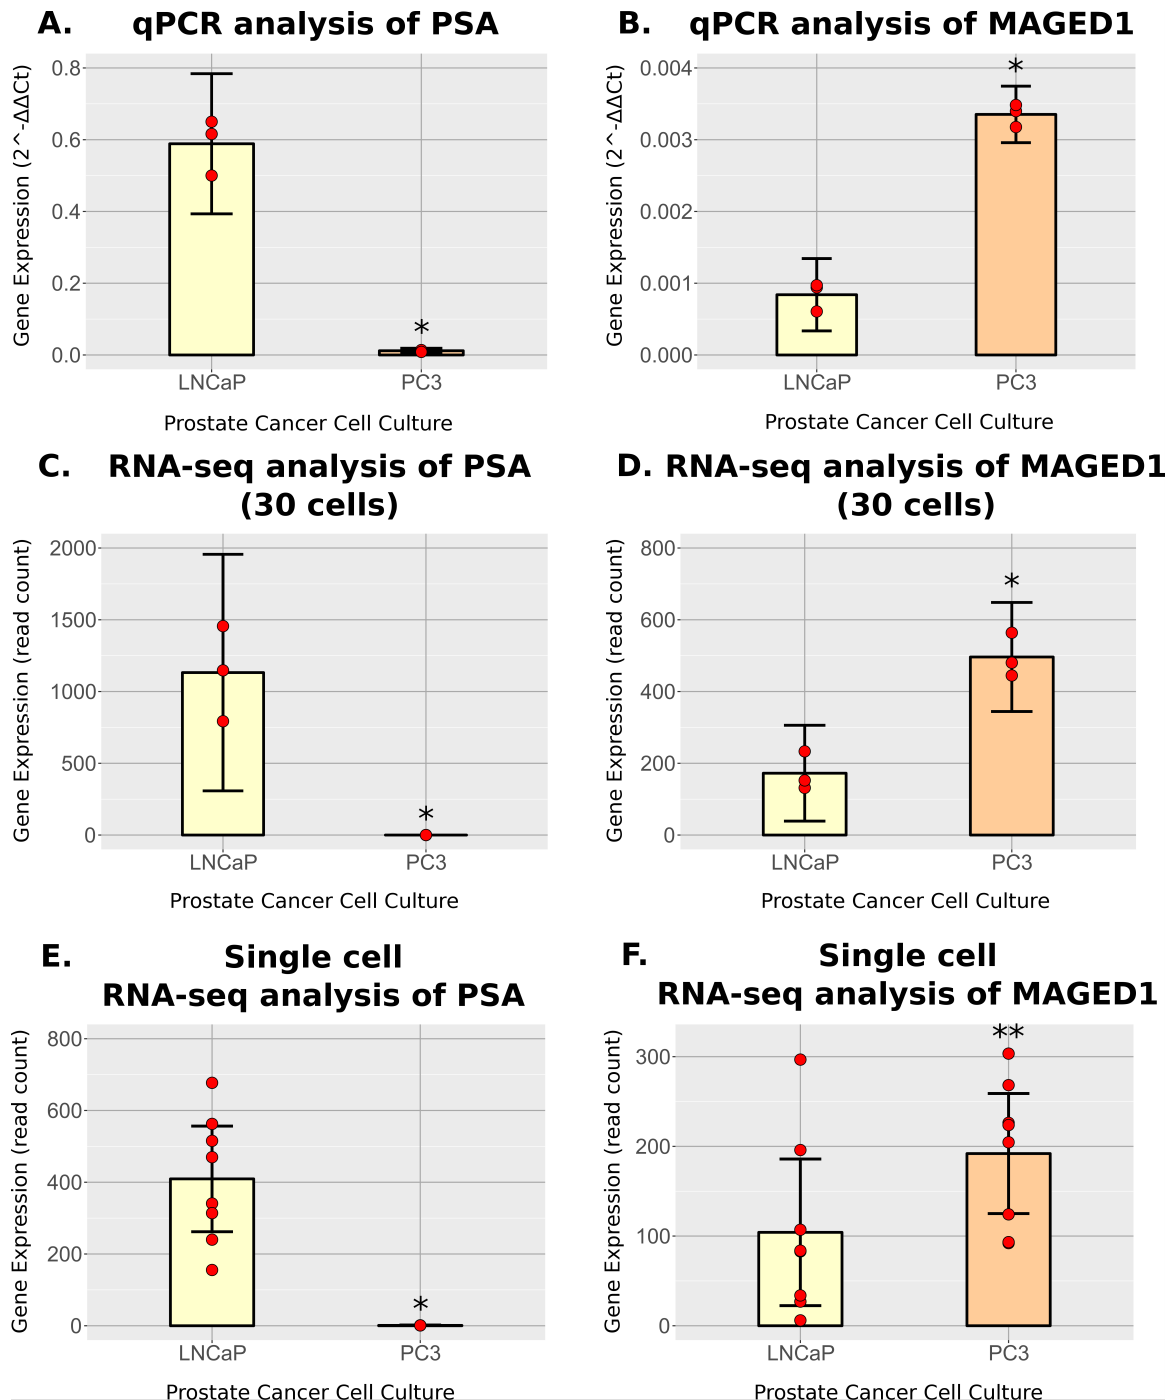 A. qPCR analysis of PSA
Gene Expression (2^-ΔΔCt)
0.8
0.6
0.4
0.2
0.0
*
LNCaP PC3
Prostate Cancer Cell Culture
B. qPCR analysis of MAGED1
Gene Expression (2^-ΔΔCt)
0.004
0.003
0.002
0.001
0.000
*
LNCaP PC3
Prostate Cancer Cell Culture
C. RNA-seq analysis of PSA
(30 cells)
Gene Expression (read count)
2000
1500
1000
500
0
*
LNCaP PC3
Prostate Cancer Cell Culture
D. RNA-seq analysis of MAGED1
(30 cells)
Gene Expression (read count)
800
600
400
200
0
*
LNCaP PC3
Prostate Cancer Cell Culture
E. Single cell
RNA-seq analysis of PSA
Gene Expression (read count)
800
600
400
200
0
*
LNCaP PC3
Prostate Cancer Cell Culture
F. Single cell
RNA-seq analysis of MAGED1
Gene Expression (read count)
300
200
100
0
**
LNCaP PC3
Prostate Cancer Cell Culture